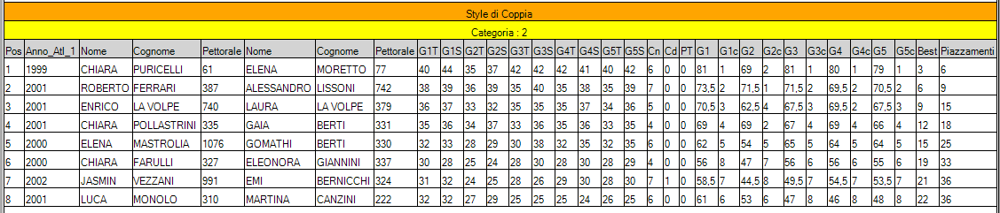 Style di Coppia
Categoria : 2
Pos Anno_Atl_1 Nome Cognome Pettorale Nome Cognome Pettorale G1T G1S G2T G2S G3T G3S G4T G4S G5T G5S Cn Cd PT G1 G1c G2 G2c G3 G3c G4 G4c G5 G5c Best Piazzamenti
1 1999 CHIARA PURICELLI 61 ELENA MORETTO 77 40 44 35 37 42 42 42 41 40 42 6 0 0 81 1 69 2 81 1 80 1 79 1 3 6
2 2001 ROBERTO FERRARI 387 ALESSANDRO LISSONI 742 38 39 36 39 35 40 35 38 35 39 7 0 0 73,5 2 71,5 1 71,5 2 69,5 2 70,5 2 6 9
3 2001 ENRICO LA VOLPE 740 LAURA LA VOLPE 379 36 37 33 32 35 35 35 37 34 36 5 0 0 70,5 3 62,5 4 67,5 3 69,5 2 67,5 3 9 15
4 2001 CHIARA POLLASTRINI 335 GAIA BERTI 331 35 36 34 37 33 36 35 36 33 35 4 0 0 69 4 69 2 67 4 69 4 66 4 12 18
5 2000 ELENA MASTROLIA 1076 GOMATHI BERTI 330 32 33 28 29 30 38 32 35 32 35 6 0 0 62 5 54 5 65 5 64 5 64 5 15 25
6 2000 CHIARA FARULLI 327 ELEONORA GIANNINI 337 30 28 25 24 28 30 28 30 28 29 4 0 0 56 8 47 7 56 6 56 6 55 6 19 33
7 2002 JASMIN VEZZANI 991 EMI BERNICCHI 324 31 32 24 25 28 26 29 30 28 30 7 1 0 58,5 7 44,5 8 49,5 7 54,5 7 53,5 7 21 36
8 2001 LUCA MONOLO 310 MARTINA CANZINI 222 32 32 27 29 25 25 25 24 26 25 6 0 0 61 6 53 6 47 8 46 8 48 8 22 36